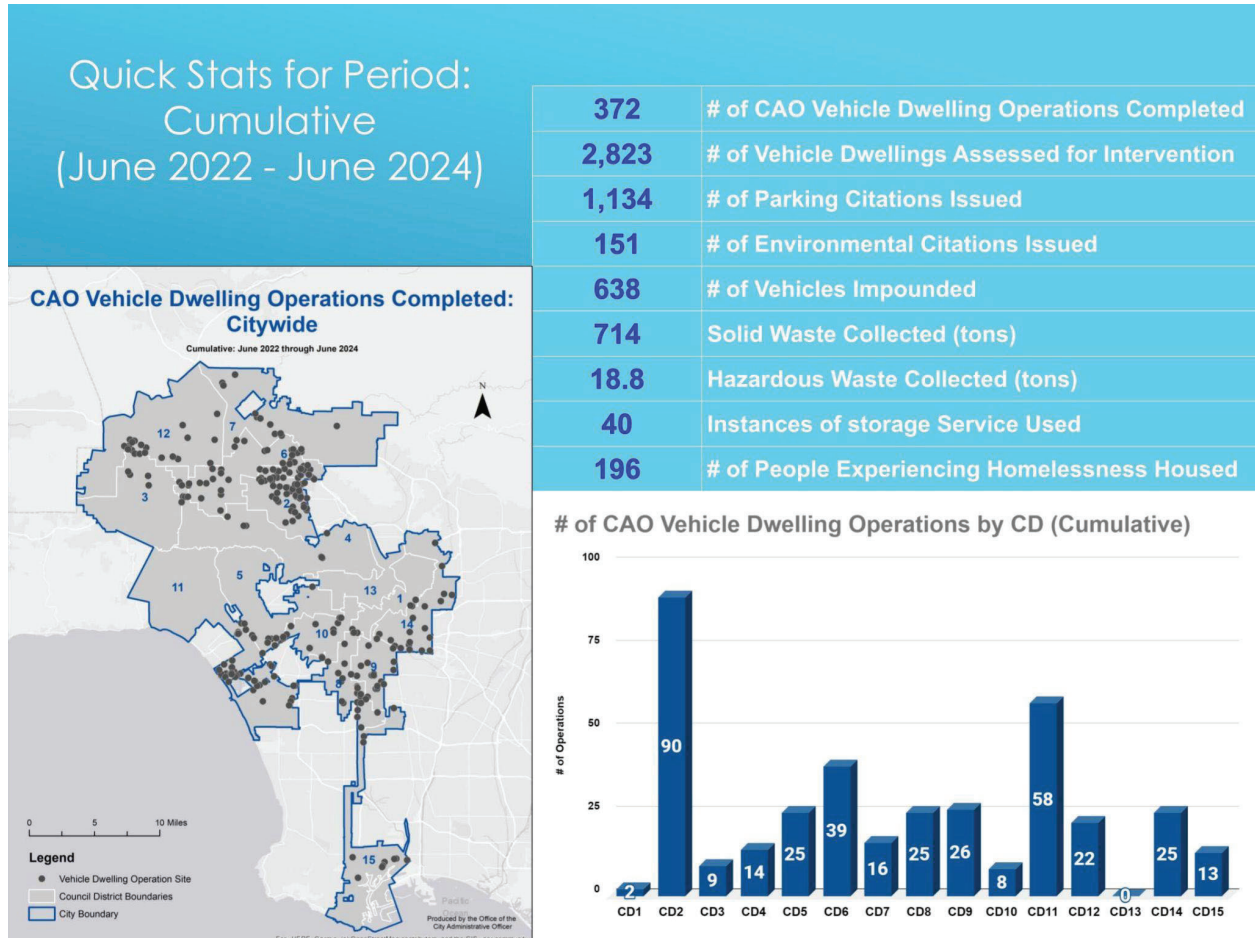 Quick Stats for Period:
Cumulative
(June 2022 - June 2024)
372 # of CAO Vehicle Dwelling Operations Completed
2,823 # of Vehicle Dwellings Assessed for Intervention
1,134 # of Parking Citations Issued
151 # of Environmental Citations Issued
638 # of Vehicles Impounded
714 Solid Waste Collected (tons)
18.8 Hazardous Waste Collected (tons)
40 Instances of storage Service Used
196 # of People Experiencing Homelessness Housed
CAO Vehicle Dwelling Operations Completed:
Citywide
Cumulative: June 2022 through June 2024
N
12
7
6
3
2
4
5
11
13
1
10
14
9
8
15
0 5 10 Miles
Legend
Vehicle Dwelling Operation Site
Council District Boundaries
City Boundary
Pacific
Ocean
Produced by the Office of the
City Administrative Officer
# of CAO Vehicle Dwelling Operations by CD (Cumulative)
# of Operations
100
75
50
25
0
2
90
9
14
25
39
16
25
26
8
58
22
0
25
13
CD1 CD2 CD3 CD4 CD5 CD6 CD7 CD8 CD9 CD10 CD11 CD12 CD13 CD14 CD15